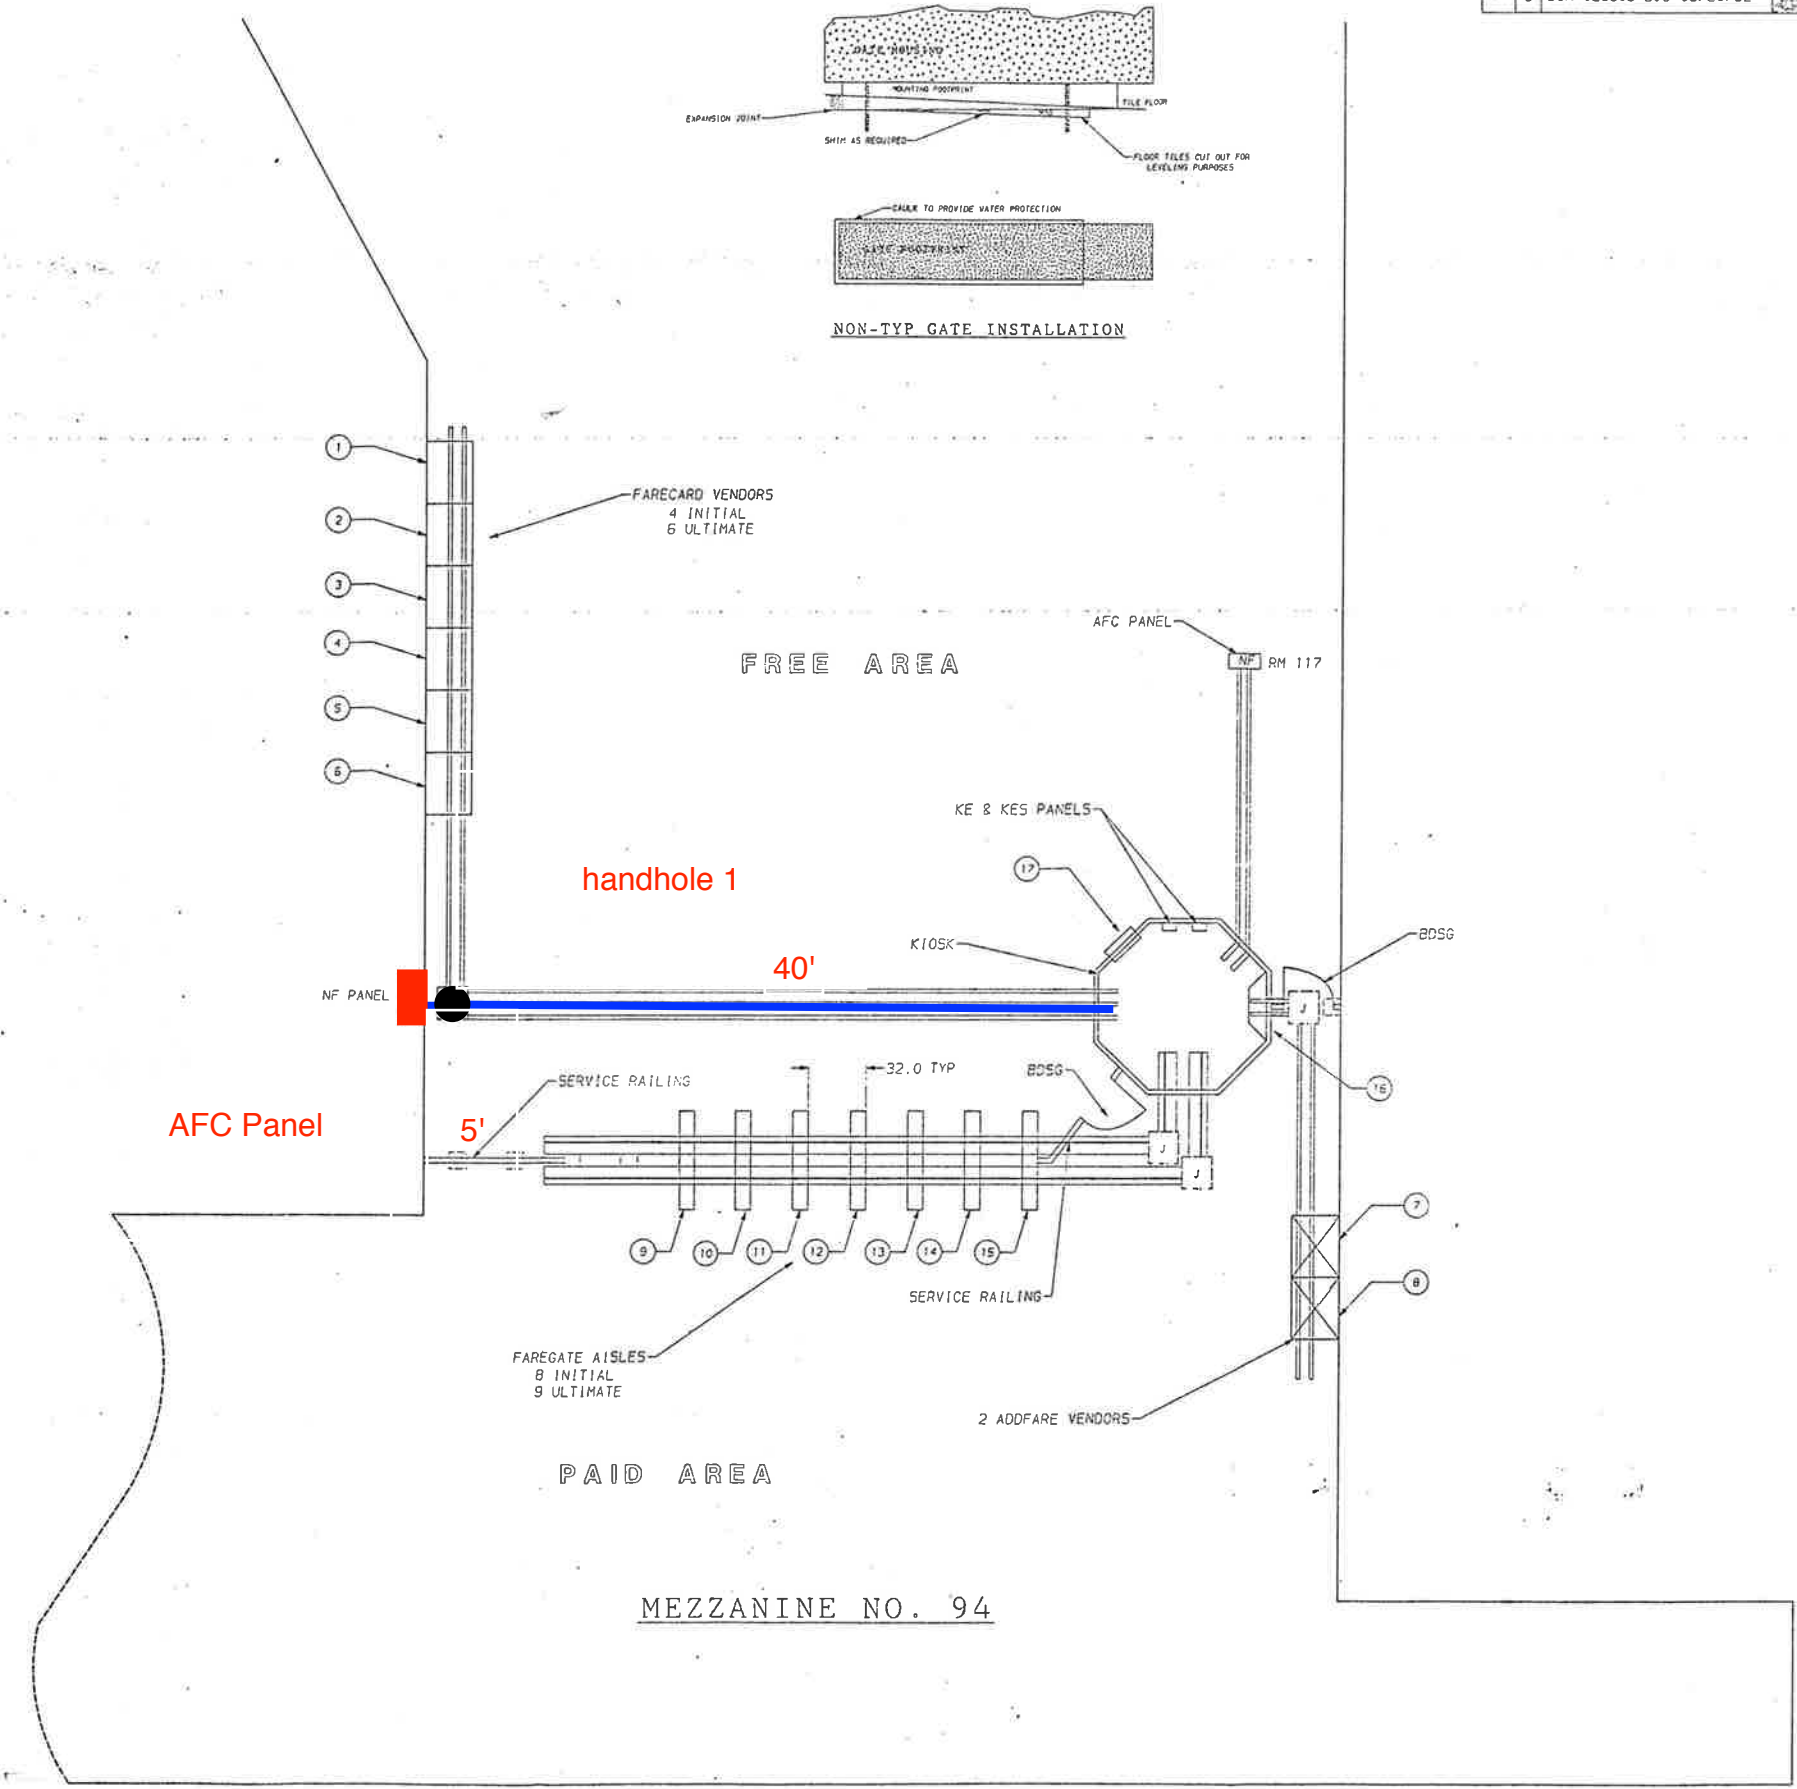 GATE HOUSING
MOUNTING FOOTPRINT
TILE FLOOR
EXPANSION JOINT
SHIM AS REQUIRED
FLOOR TILES CUT OUT FOR
LEVELING PURPOSES
CAULK TO PROVIDE WATER PROTECTION
GATE FOOTPRINT
NON-TYP GATE INSTALLATION
1
FARECARD VENDORS
4 INITIAL
6 ULTIMATE
2
3
4
5
6
AFC PANEL
NF
RM 117
FREE AREA
KE & KES PANELS
17
handhole 1
KIOSK
BDSG
40'
NF PANEL
J
32.0 TYP
BDSG
SERVICE RAILING
16
AFC Panel
5'
J
J
9
10
11
12
13
14
15
7
8
SERVICE RAILING
FAREGATE AISLES
8 INITIAL
9 ULTIMATE
2 ADDFARE VENDORS
PAID AREA
MEZZANINE NO. 94